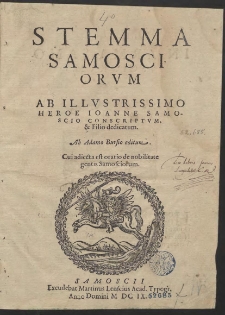 STEMMA
SAMOSCI
ORVM
AB ILLVSTRISSIMO
HEROE IOANNE SAMO-
SCIO CONSCRIPTVM,
& Filio dedicatum.
Ab Adamo Bursio editum.
Cui adiecta est oratio de nobilitate
gentis Samosciorum.
SAMOSCII
Excudebat Martinus Lenscius Acad. Typogr.
Anno Domini M DC IX.